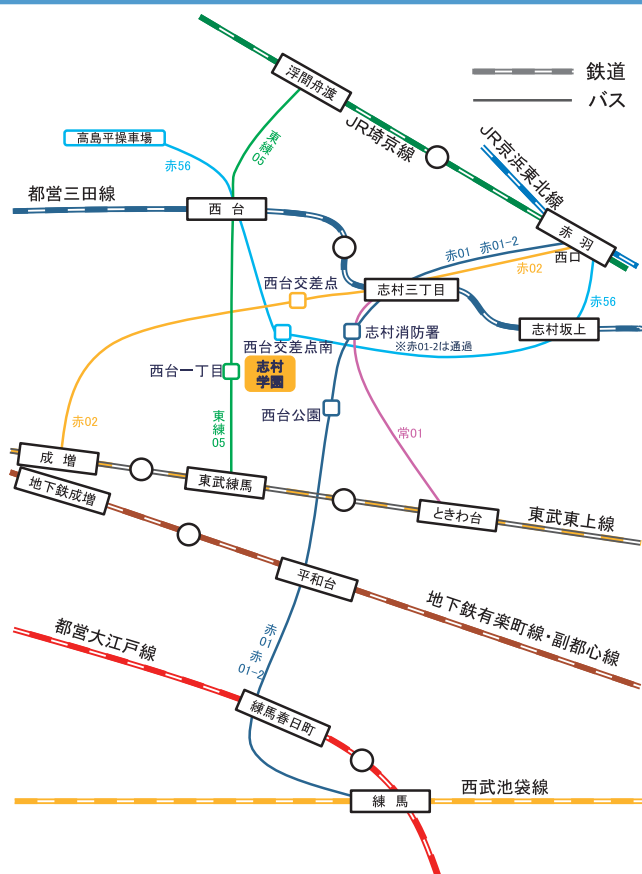 鉄道
バス
浮間舟渡
JR埼京線
JR京浜東北線
高島平操車場
東練05
赤56
都営三田線
西台
赤羽
西口
赤01 赤01-2
赤02
西台交差点
志村三丁目
赤56
志村坂上
志村消防署
※赤01-2は通過
西台交差点南
西台一丁目
志村
学園
西台公園
赤02
東練05
常01
成増
地下鉄成増
東武練馬
ときわ台
東武東上線
平和台
地下鉄有楽町線・副都心線
都営大江戸線
赤01
赤01-2
練馬春日町
西武池袋線
練馬